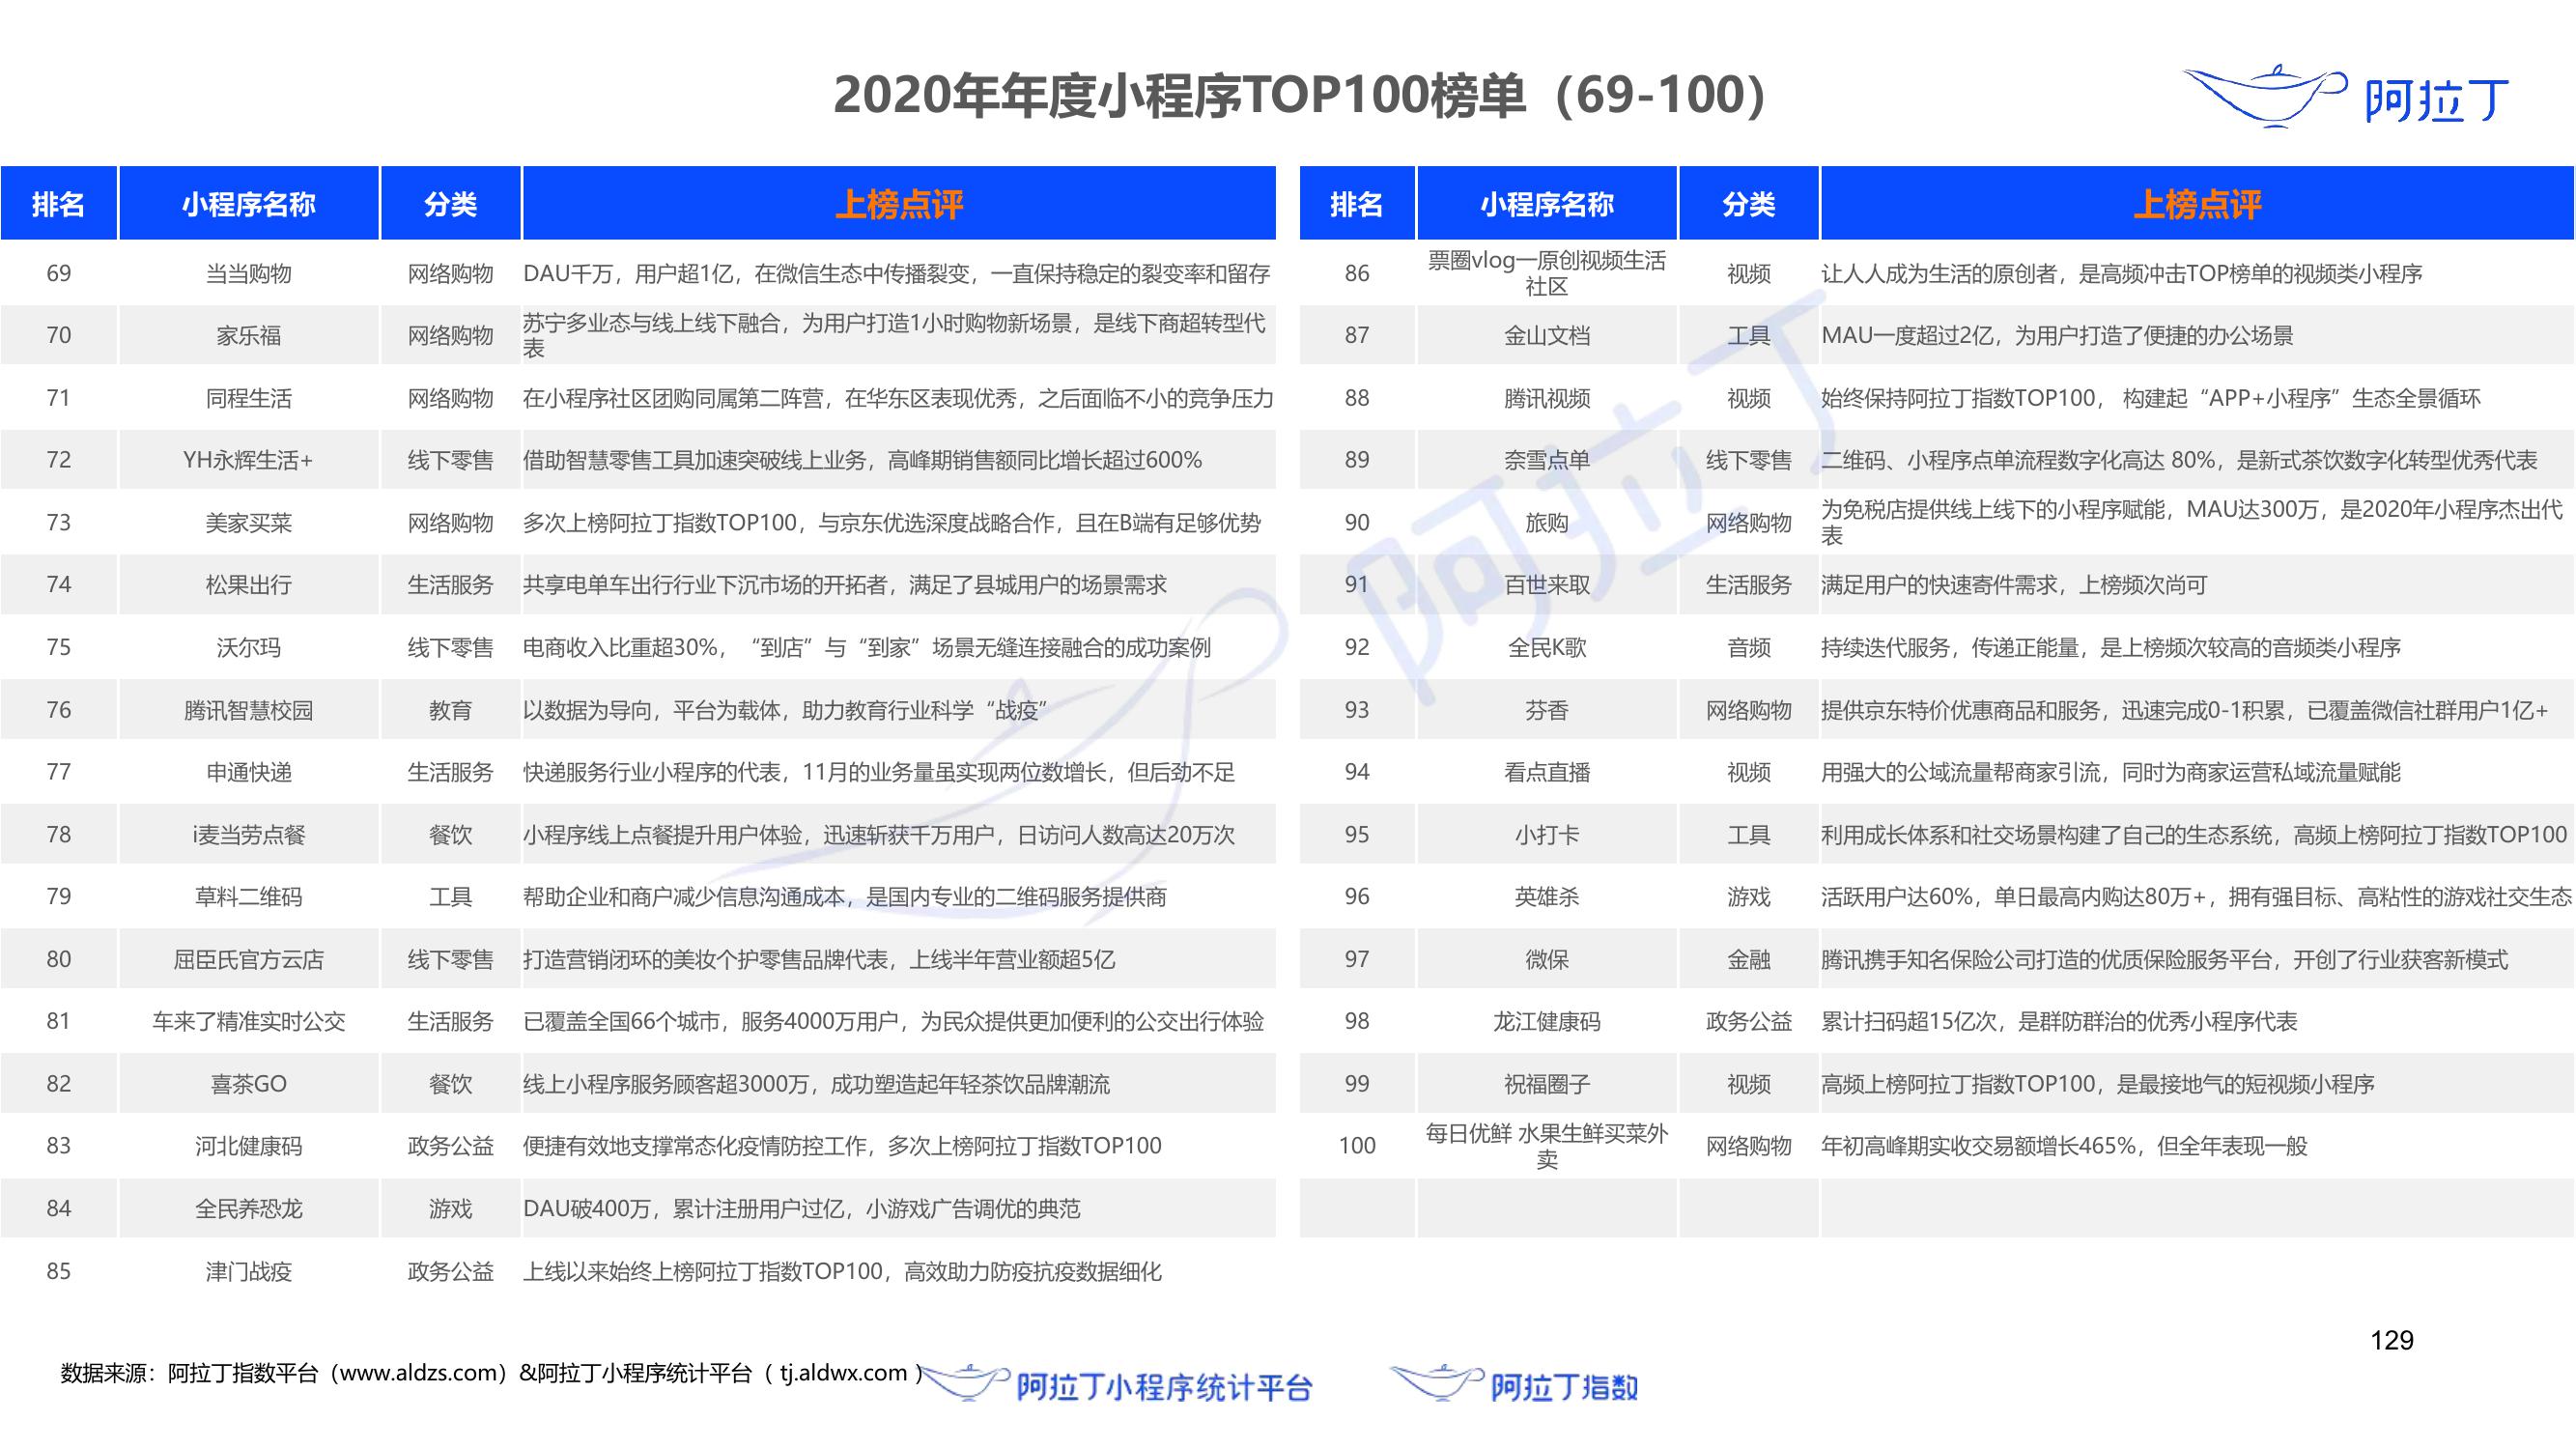 2020年年度小程序TOP100榜单（69-100）
阿拉丁
排名 小程序名称 分类 上榜点评
69 当当购物 网络购物 DAU千万，用户超1亿，在微信生态中传播裂变，一直保持稳定的裂变率和留存
70 家乐福 网络购物 苏宁多业态与线上线下融合，为用户打造1小时购物新场景，是线下商超转型代
表
71 同程生活 网络购物 在小程序社区团购同属第二阵营，在华东区表现优秀，之后面临不小的竞争压力
72 YH永辉生活+ 线下零售 借助智慧零售工具加速突破线上业务，高峰期销售额同比增长超过600%
73 美家买菜 网络购物 多次上榜阿拉丁指数TOP100，与京东优选深度战略合作，且在B端有足够优势
74 松果出行 生活服务 共享电单车出行行业下沉市场的开拓者，满足了县城用户的场景需求
75 沃尔玛 线下零售 电商收入比重超30%，“到店”与“到家”场景无缝连接融合的成功案例
76 腾讯智慧校园 教育 以数据为导向，平台为载体，助力教育行业科学“战疫”
77 申通快递 生活服务 快递服务行业小程序的代表，11月的业务量虽实现两位数增长，但后劲不足
78 i麦当劳点餐 餐饮 小程序线上点餐提升用户体验，迅速斩获千万用户，日访问人数高达20万次
79 草料二维码 工具 帮助企业和商户减少信息沟通成本，是国内专业的二维码服务提供商
80 屈臣氏官方云店 线下零售 打造营销闭环的美妆个护零售品牌代表，上线半年营业额超5亿
81 车来了精准实时公交 生活服务 已覆盖全国66个城市，服务4000万用户，为民众提供更加便利的公交出行体验
82 喜茶GO 餐饮 线上小程序服务顾客超3000万，成功塑造起年轻茶饮品牌潮流
83 河北健康码 政务公益 便捷有效地支撑常态化疫情防控工作，多次上榜阿拉丁指数TOP100
84 全民养恐龙 游戏 DAU破400万，累计注册用户过亿，小游戏广告调优的典范
85 津门战疫 政务公益 上线以来始终上榜阿拉丁指数TOP100，高效助力防疫抗疫数据细化
排名 小程序名称 分类 上榜点评
86 票圈vlog一原创视频生活
社区 视频 让人人成为生活的原创者，是高频冲击TOP榜单的视频类小程序
87 金山文档 工具 MAU一度超过2亿，为用户打造了便捷的办公场景
88 腾讯视频 视频 始终保持阿拉丁指数TOP100， 构建起“APP+小程序”生态全景循环
89 奈雪点单 线下零售 二维码、小程序点单流程数字化高达 80%，是新式茶饮数字化转型优秀代表
90 旅购 网络购物 为免税店提供线上线下的小程序赋能，MAU达300万，是2020年小程序杰出代
表
91 百世来取 生活服务 满足用户的快速寄件需求，上榜频次尚可
92 全民K歌 音频 持续迭代服务，传递正能量，是上榜频次较高的音频类小程序
93 芬香 网络购物 提供京东特价优惠商品和服务，迅速完成0-1积累，已覆盖微信社群用户1亿+
94 看点直播 视频 用强大的公域流量帮商家引流，同时为商家运营私域流量赋能
95 小打卡 工具 利用成长体系和社交场景构建了自己的生态系统，高频上榜阿拉丁指数TOP100
96 英雄杀 游戏 活跃用户达60%，单日最高内购达80万+，拥有强目标、高粘性的游戏社交生态
97 微保 金融 腾讯携手知名保险公司打造的优质保险服务平台，开创了行业获客新模式
98 龙江健康码 政务公益 累计扫码超15亿次，是群防群治的优秀小程序代表
99 祝福圈子 视频 高频上榜阿拉丁指数TOP100，是最接地气的短视频小程序
100 每日优鲜 水果生鲜买菜外
卖 网络购物 年初高峰期实收交易额增长465%，但全年表现一般
阿拉丁
129
数据来源：阿拉丁指数平台（www.aldzs.com）&阿拉丁小程序统计平台（ tj.aldwx.com ）
阿拉丁小程序统计平台
阿拉丁指数